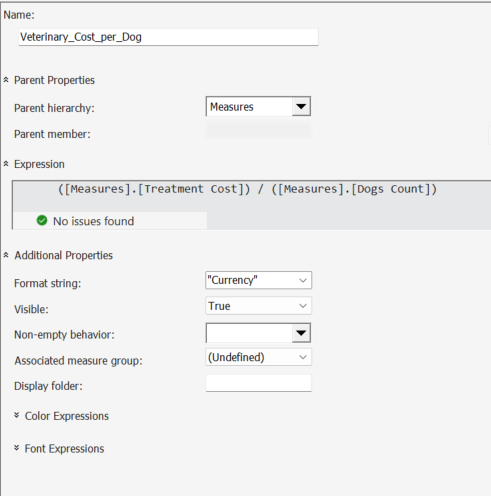 Name:
Veterinary_Cost_per_Dog
Parent Properties
Parent hierarchy: Measures
Parent member:
Expression
([Measures].[Treatment Cost]) / ([Measures].[Dogs Count])
No issues found
Additional Properties
Format string: "Currency"
Visible: True
Non-empty behavior:
Associated measure group: (Undefined)
Display folder:
Color Expressions
Font Expressions